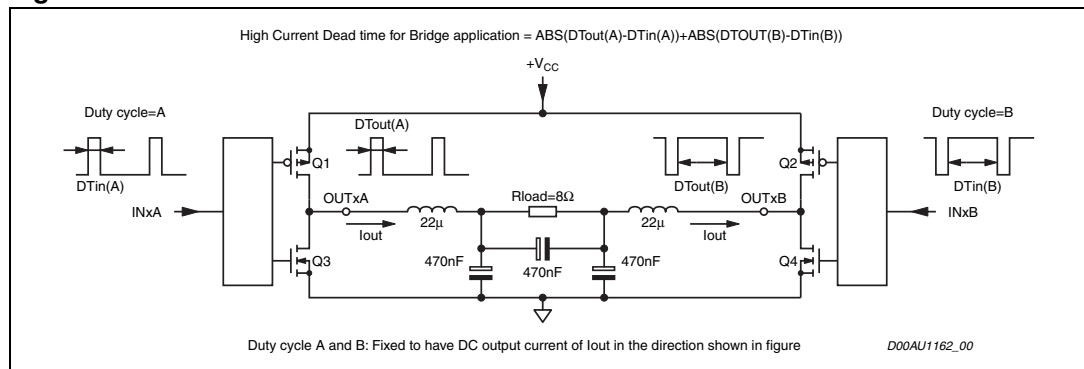 High Current Dead time for Bridge application = ABS(DTout(A)-DTin(A))+ABS(DTOUT(B)-DTin(B))
+VCC
Duty cycle=A
DTout(A)
Duty cycle=B
Q1
Q2
DTin(A)
DTout(B)
DTin(B)
OUTxA
Rload=8Ω
OUTxB
INxA
INxB
Iout
22μ
22μ
Iout
Q3
470nF
470nF
470nF
Q4
Duty cycle A and B: Fixed to have DC output current of Iout in the direction shown in figure
D00AU1162_00